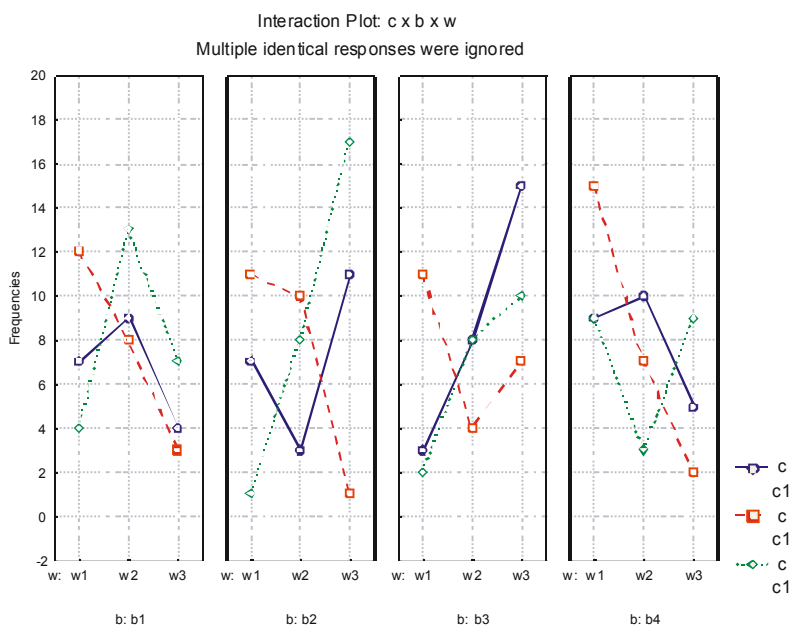 Interaction Plot: c x b x w
Multiple identical responses were ignored
Frequencies
20
18
16
14
12
10
8
6
4
2
0
-2
w: w1 w2 w3
b: b1
w: w1 w2 w3
b: b2
w: w1 w2 w3
b: b3
w: w1 w2 w3
b: b4
c
c1
c
c1
c
c1